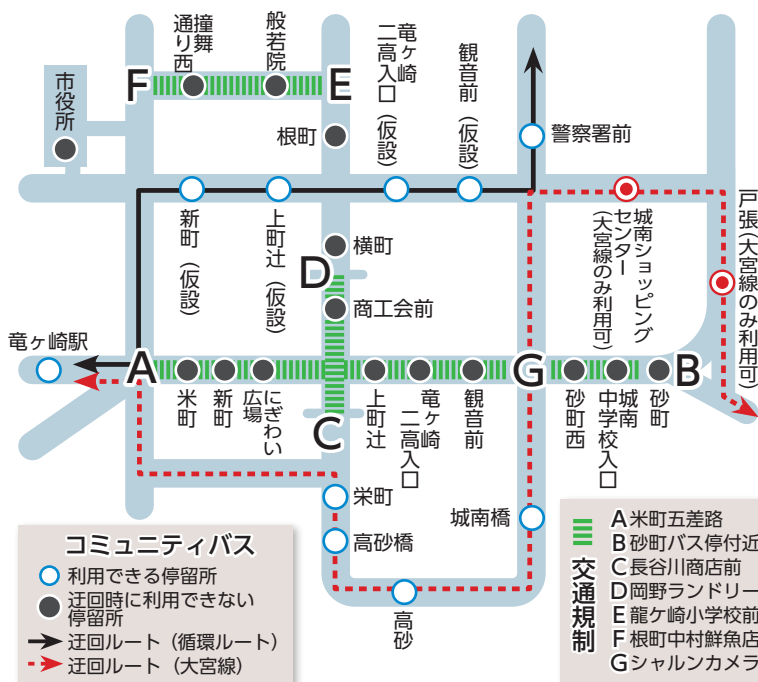 撞舞
通り西
般若院
竜ヶ崎
二高入口（仮設）
観音前（仮設）
F
E
市役所
根町
警察署前
新町（仮設）
上町辻（仮設）
横町
城南ショッピング
センター
（大宮線のみ利用可）
戸張（大宮線のみ利用可）
D
商工会前
竜ヶ崎駅
A
G
B
米町
新町
にぎわい
広場
C
上町辻
竜ヶ崎
二高入口
観音前
砂町西
城南
中学校入口
砂町
栄町
高砂橋
城南橋
高砂
コミュニティバス
利用できる停留所
迂回時に利用できない
停留所
迂回ルート（循環ルート）
迂回ルート（大宮線）
交通規制
A米町五差路
B砂町バス停付近
C長谷川商店前
D岡野ランドリー
E龍ケ崎小学校前
F根町中村鮮魚店
Gシャルンカメラ